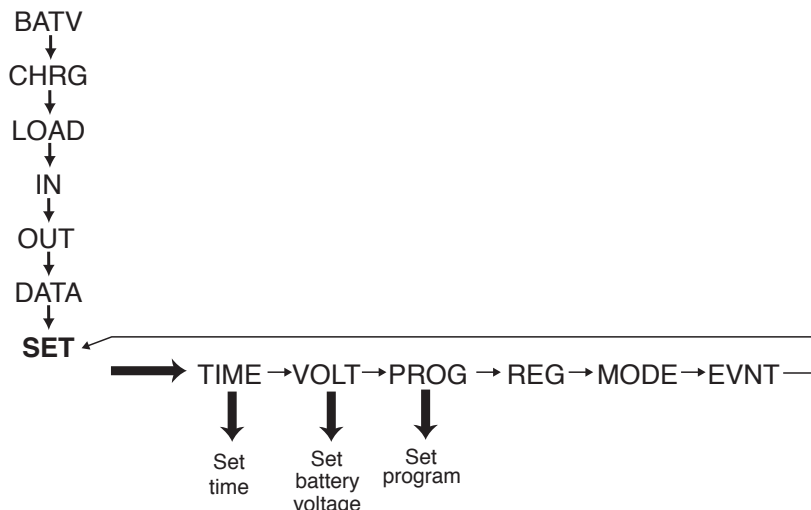 BATV
CHRG
LOAD
IN
OUT
DATA
SET
TIME VOLT PROG REG MODE EVNT
Set
time
Set
battery
voltage
Set
program